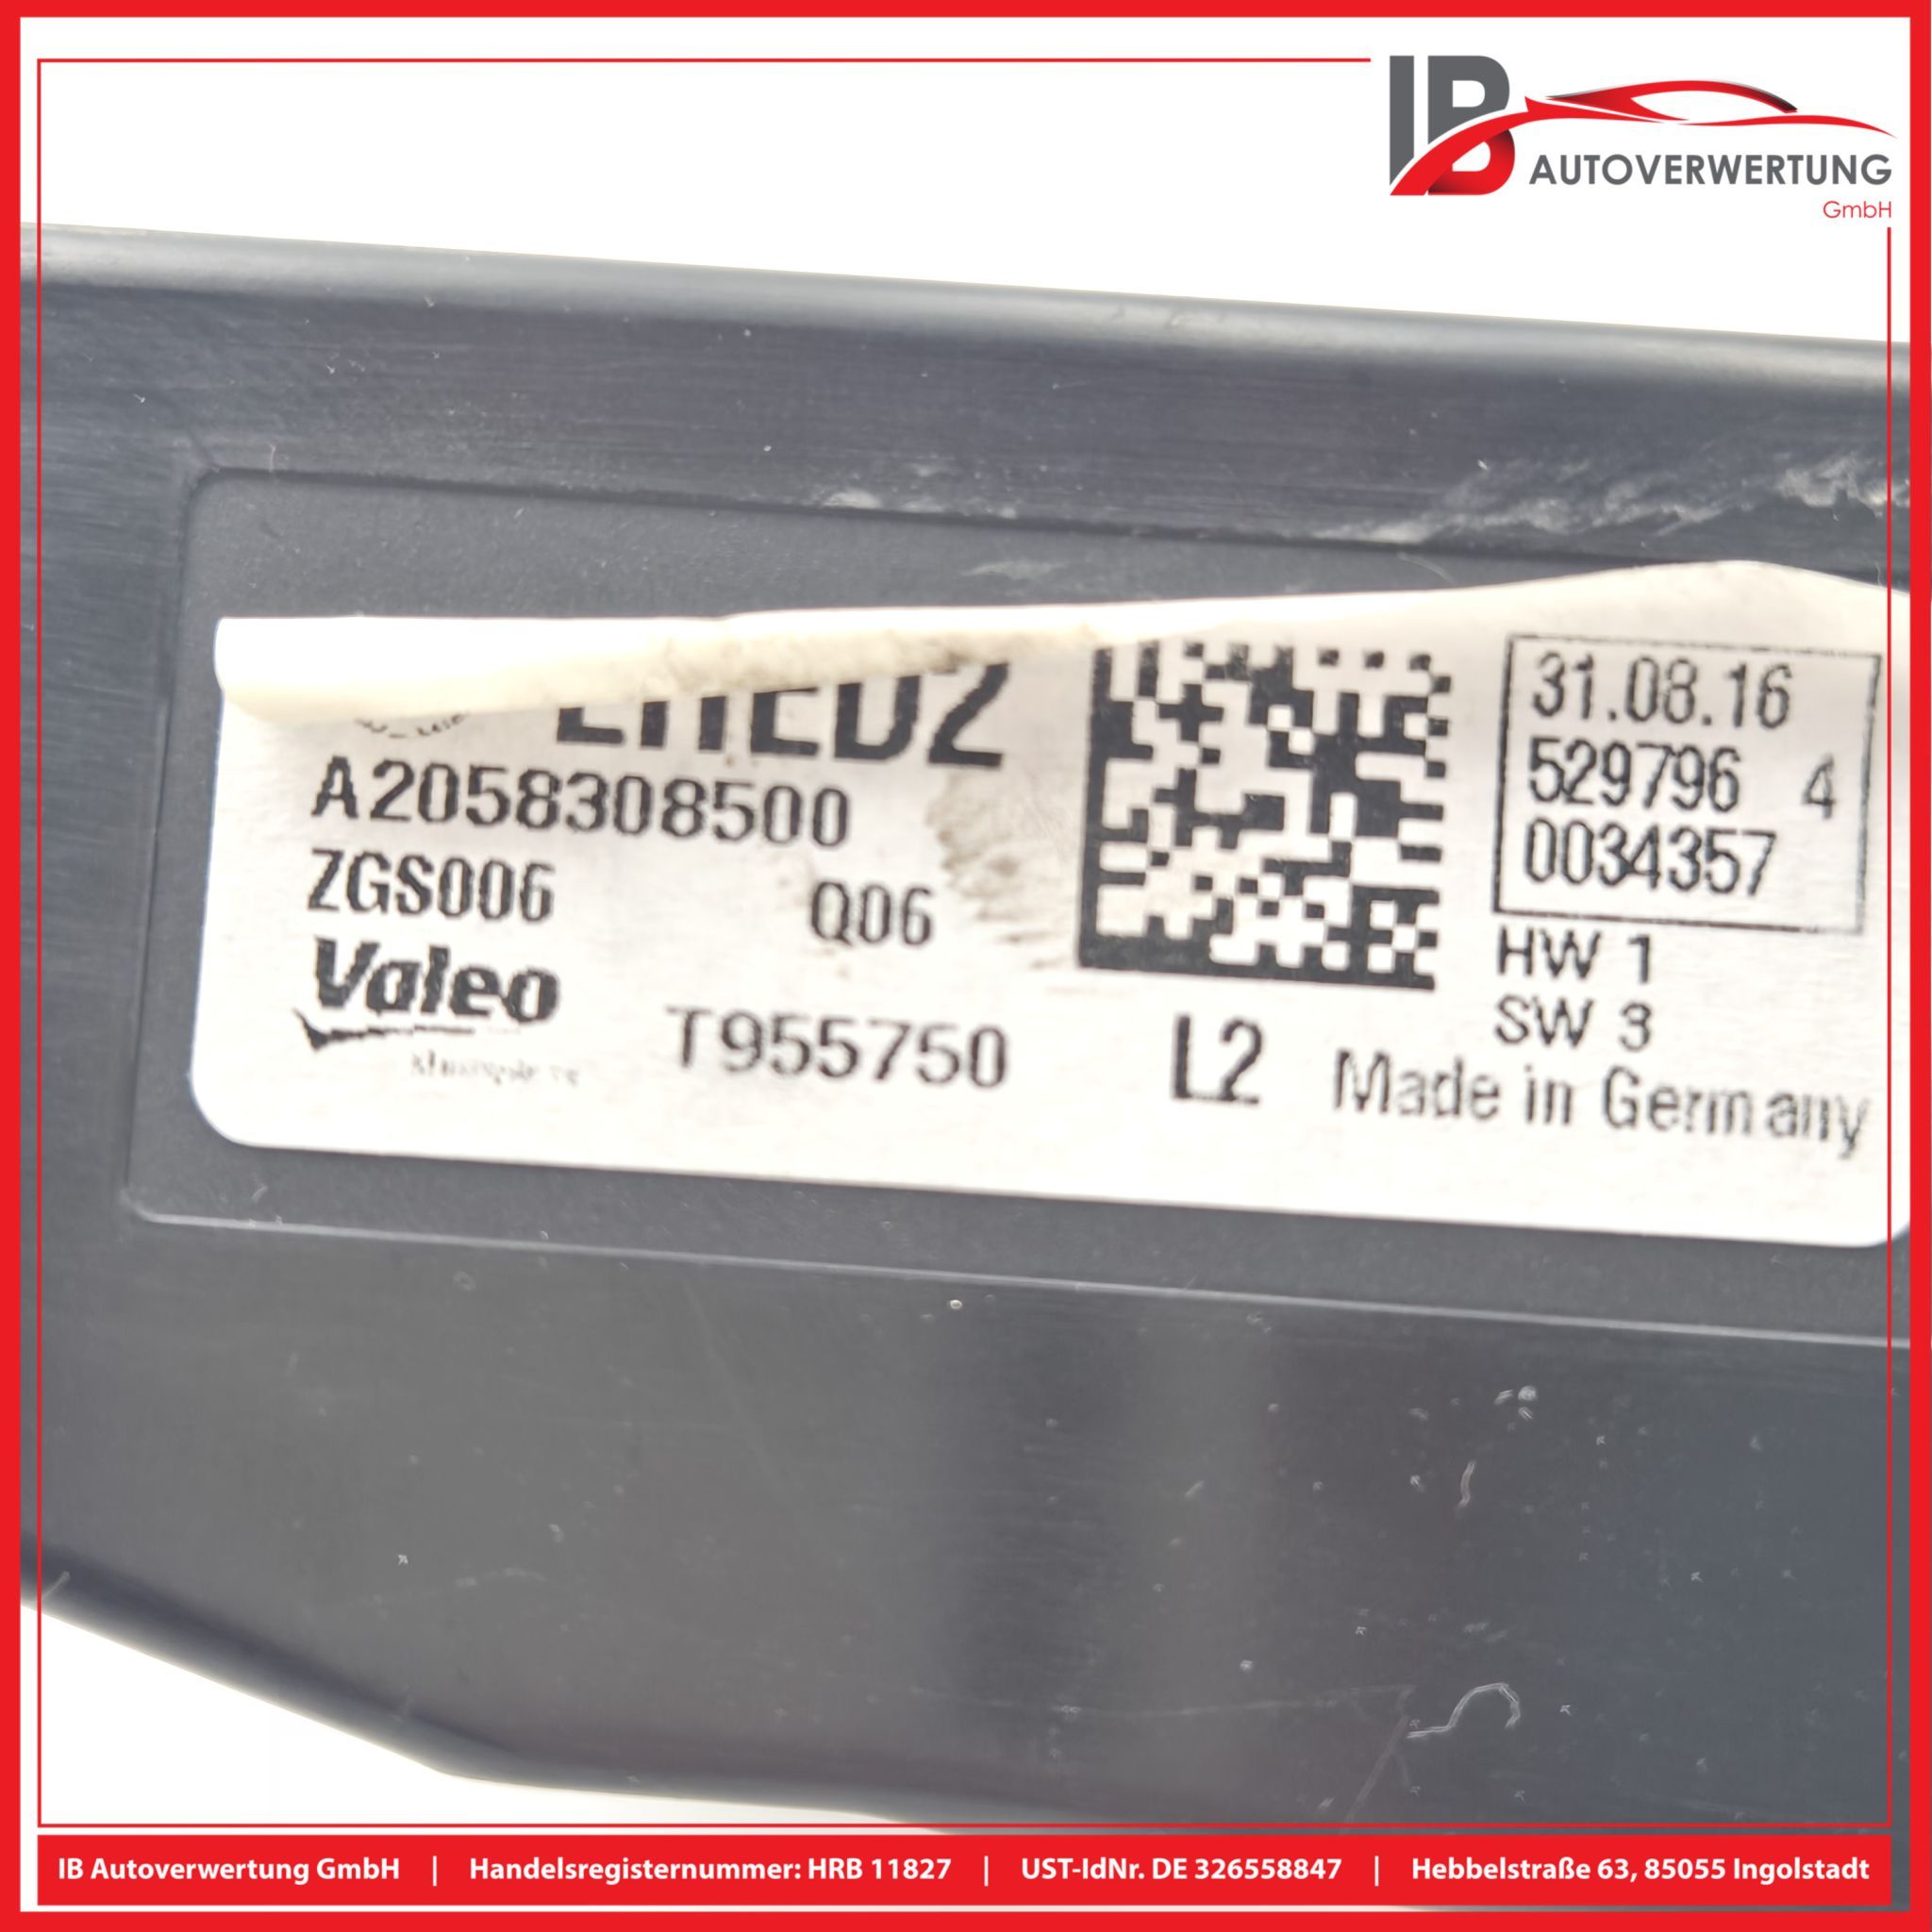 IB AUTOVERWERTUNG
GmbH
A2058308500
ZGS006 Q06
Valeo
T955750 L2
31.08.16
529796 4
0034357
HW 1
SW 3
Made in Germany
IB Autoverwertung GmbH | Handelsregisternummer: HRB 11827 | UST-IdNr. DE 326558847 | Hebbelstraße 63, 85055 Ingolstadt